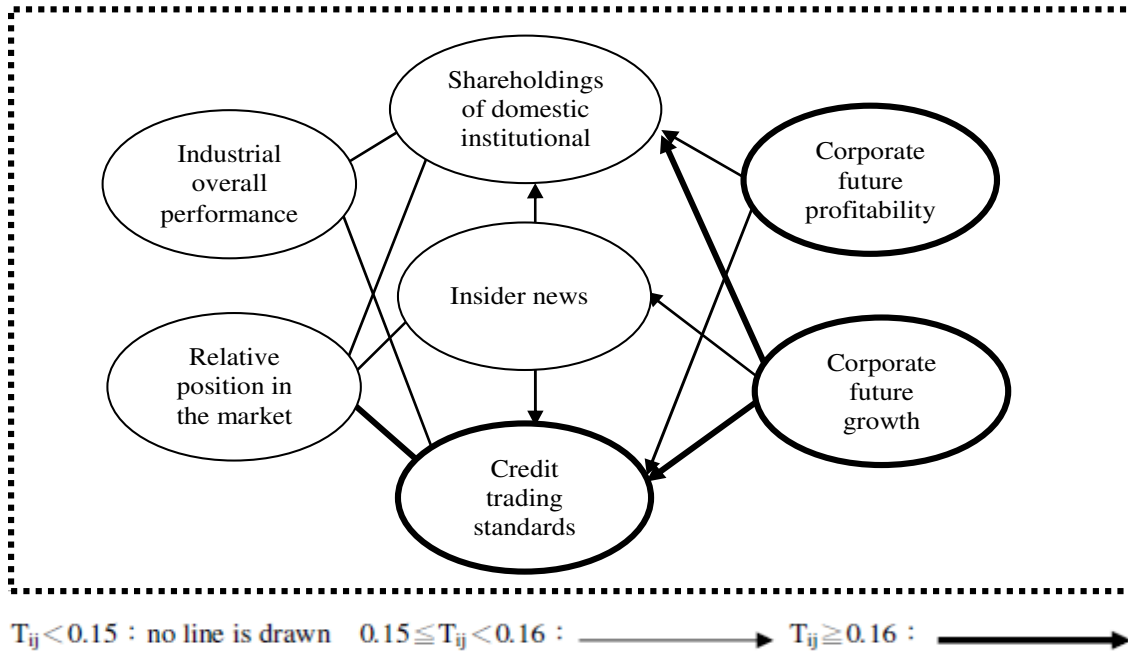 Shareholdings
of domestic
institutional
Industrial
overall
performance
Corporate
future
profitability
Insider news
Relative
position in
the market
Corporate
future
growth
Credit
trading
standards
Tij＜0.15：no line is drawn 0.15≦Tij＜0.16： Tij≧0.16：